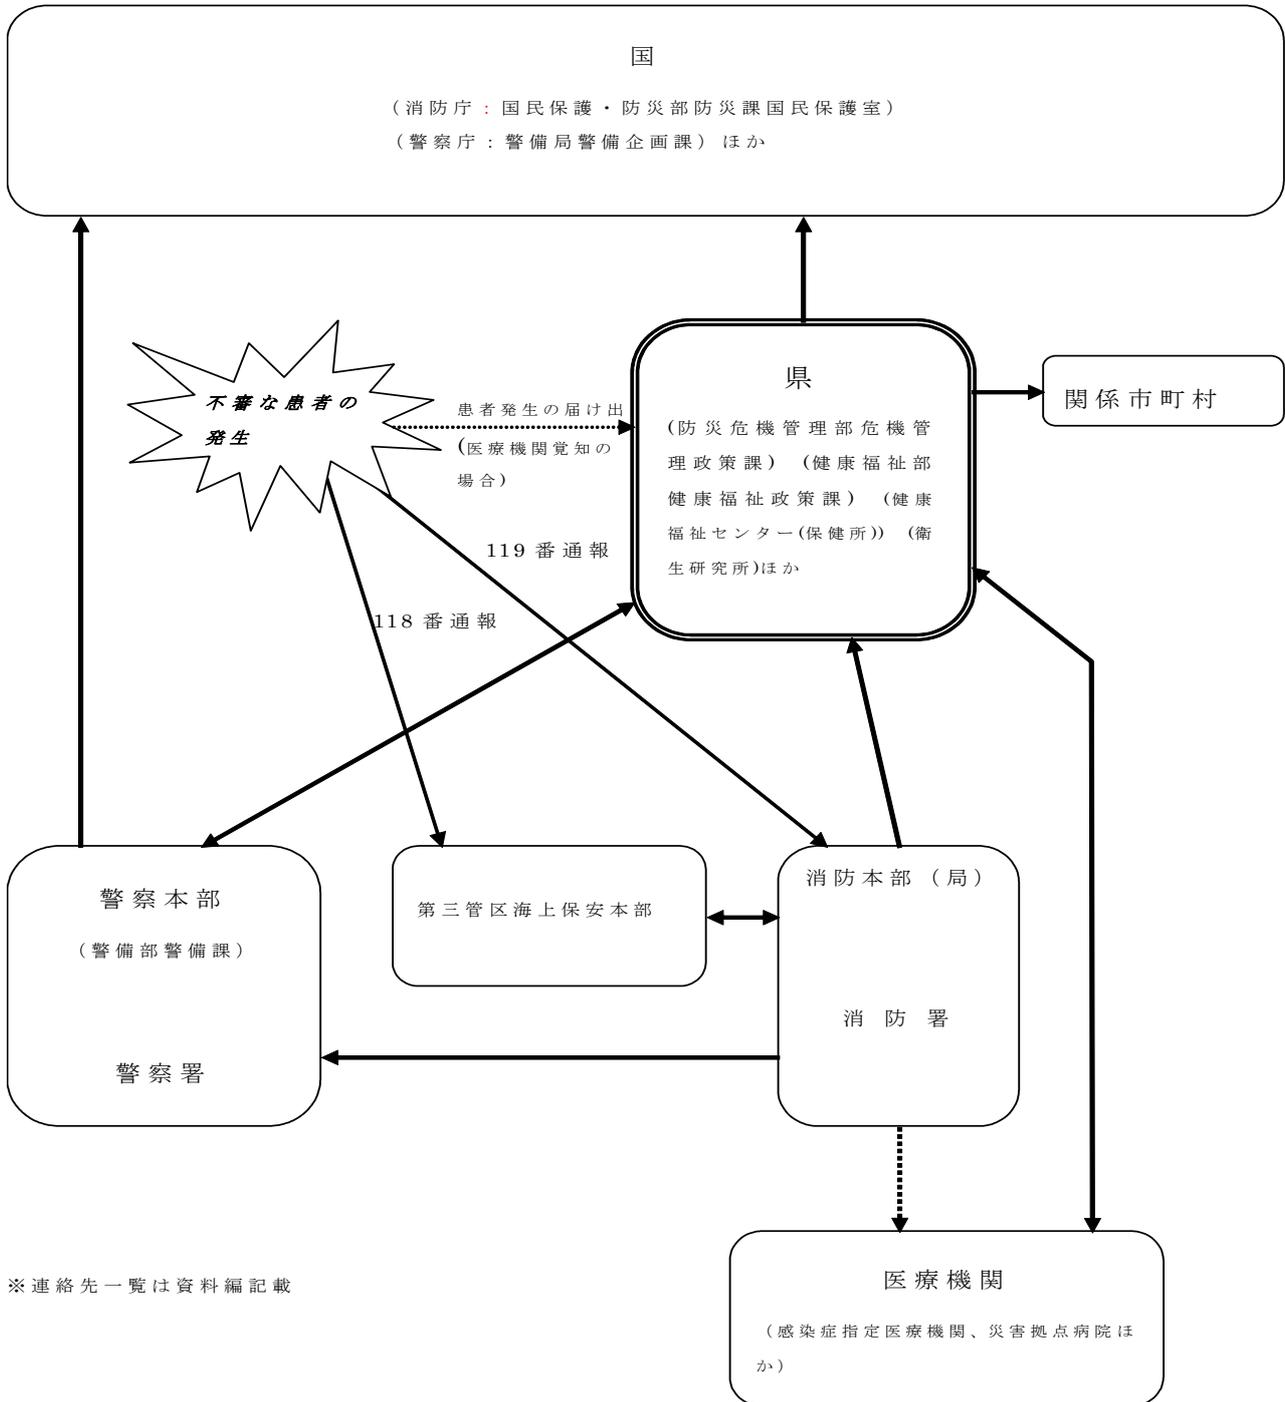 国
（消防庁：国民保護・防災部防災課国民保護室）
（警察庁：警備局警備企画課）ほか
不審な患者の
発生
患者発生の届け出
(医療機関覚知の
場合)
県
(防災危機管理部危機管
理政策課) (健康福祉部
健康福祉政策課) (健康
福祉センター(保健所)) (衛
生研究所)ほか
関係市町村
119 番通報
118 番通報
警察本部
（警備部警備課）
警察署
第三管区海上保安本部
消防本部（局）
消防署
※連絡先一覧は資料編記載
医療機関
（感染症指定医療機関、災害拠点病院ほ
か）